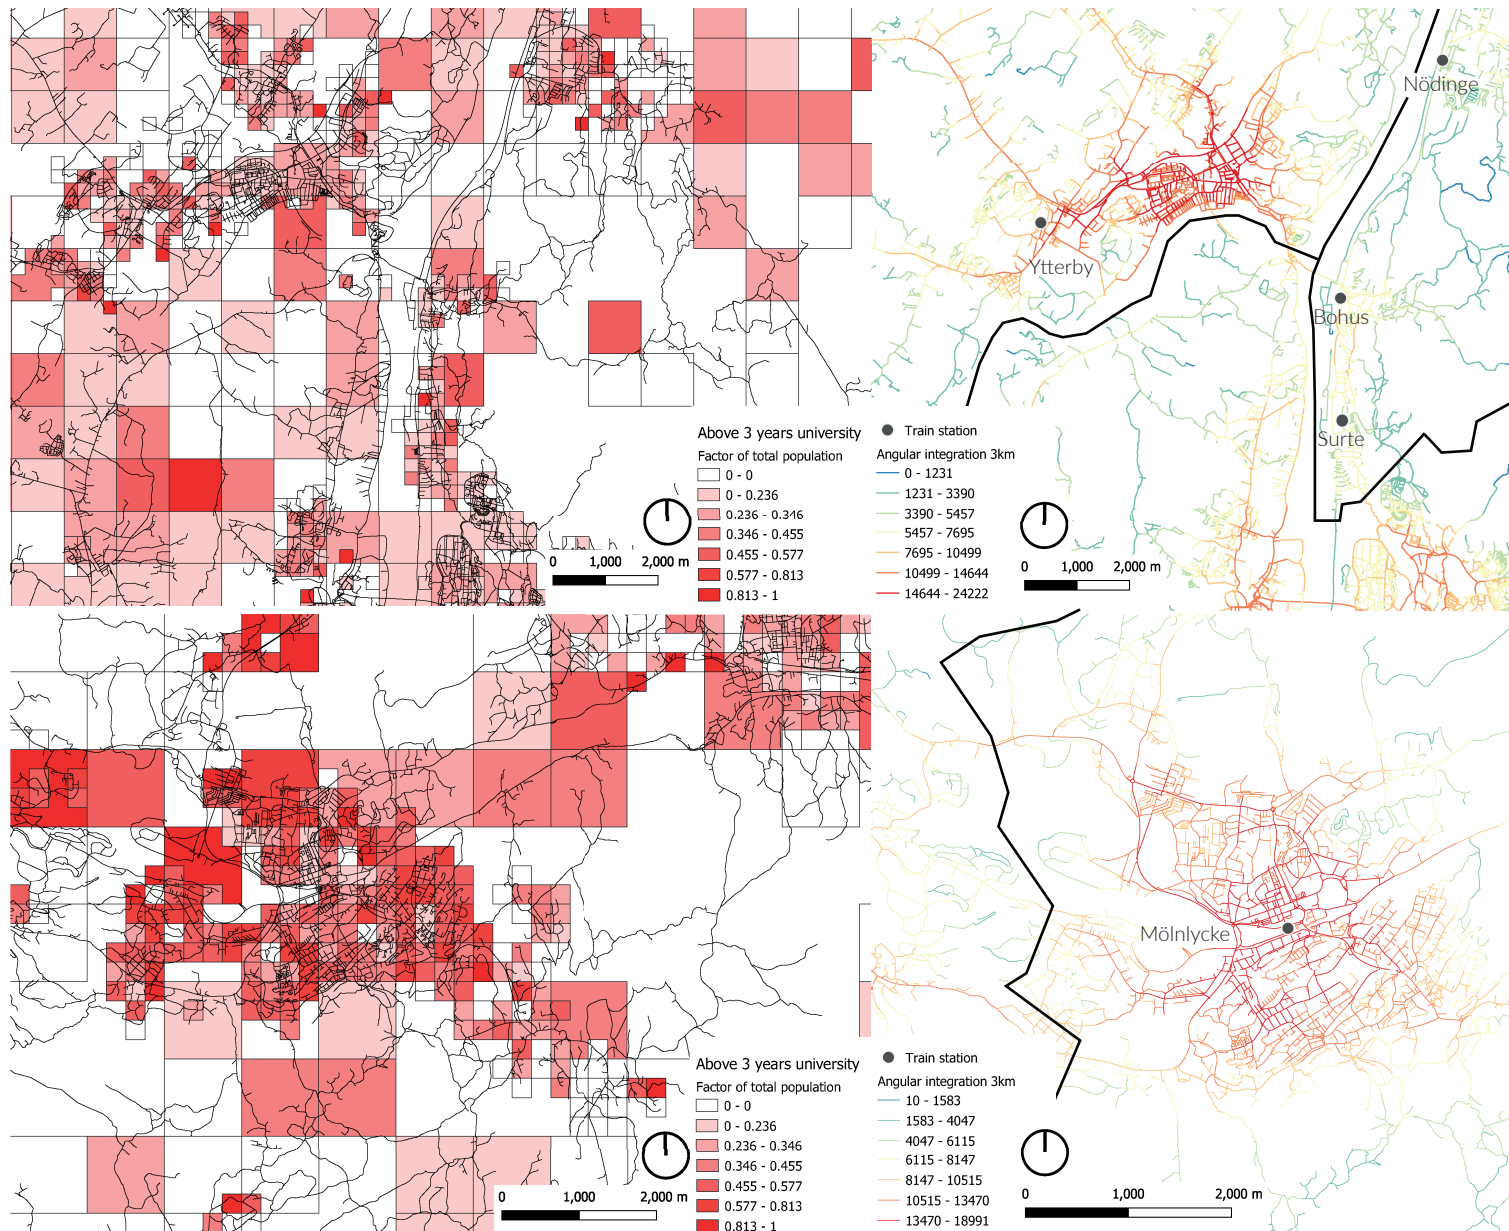 Nödinge
Ytterby
Bohus
Surte
Above 3 years university
Factor of total population
0 - 0
0 - 0.236
0.236 - 0.346
0.346 - 0.455
0.455 - 0.577
0.577 - 0.813
0.813 - 1
0 1,000 2,000 m
Train station
Angular integration 3km
0 - 1231
1231 - 3390
3390 - 5457
5457 - 7695
7695 - 10499
10499 - 14644
14644 - 24222
0 1,000 2,000 m
Mölnlycke
Above 3 years university
Factor of total population
0 - 0
0 - 0.236
0.236 - 0.346
0.346 - 0.455
0.455 - 0.577
0.577 - 0.813
0.813 - 1
0 1,000 2,000 m
Train station
Angular integration 3km
10 - 1583
1583 - 4047
4047 - 6115
6115 - 8147
8147 - 10515
10515 - 13470
13470 - 18991
0 1,000 2,000 m